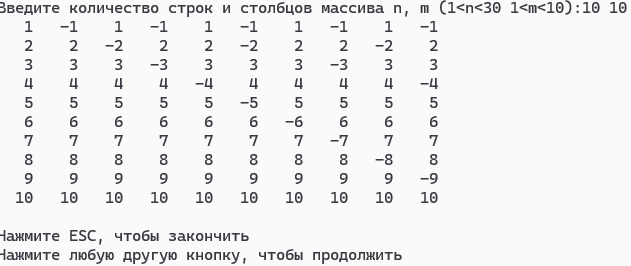 Введите количество строк и столбцов массива n, m (1<n<30 1<m<10):10 10
1 -1 1 -1 1 -1 1 -1 1 -1
2 2 -2 2 2 -2 2 2 -2 2
3 3 3 -3 3 3 3 -3 3 3
4 4 4 4 -4 4 4 4 4 -4
5 5 5 5 5 -5 5 5 5 5
6 6 6 6 6 6 -6 6 6 6
7 7 7 7 7 7 7 -7 7 7
8 8 8 8 8 8 8 8 -8 8
9 9 9 9 9 9 9 9 9 -9
10 10 10 10 10 10 10 10 10 10
Нажмите ESC, чтобы закончить
Нажмите любую другую кнопку, чтобы продолжить